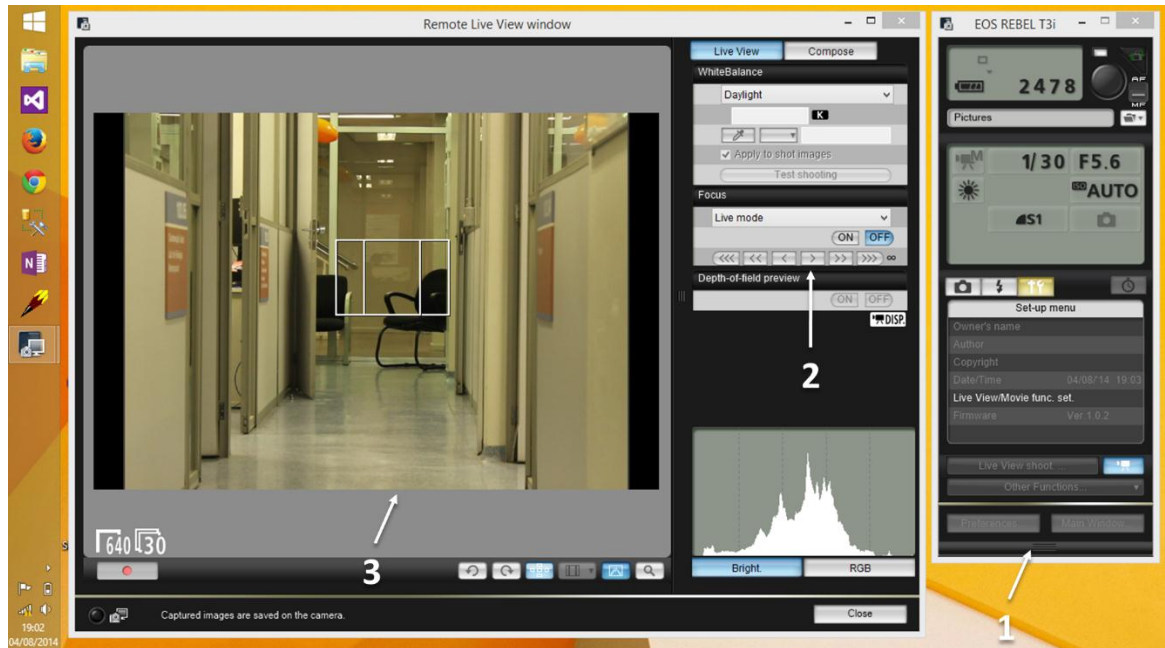 Remote Live View window
Live View Compose
WhiteBalance
Daylight
K
Apply to shot images
Test shooting
Focus
Live mode
ON OFF
<<< << < > >> >>> ∞
Depth-of-field preview
ON OFF
DISP.
2
640 30
3
Bright. RGB
Captured images are saved on the camera.
Close
EOS REBEL T3i
2478
AF
MF
Pictures
M 1/30 F5.6
ISO AUTO
S1
Set-up menu
Owner's name
Author
Copyright
Date/Time 04/08/14 19:03
Live View/Movie func. set.
Firmware Ver.1.0.2
Live View shoot. ...
Other Functions...
Preferences... Main Window...
1
N
19:02
04/08/2014